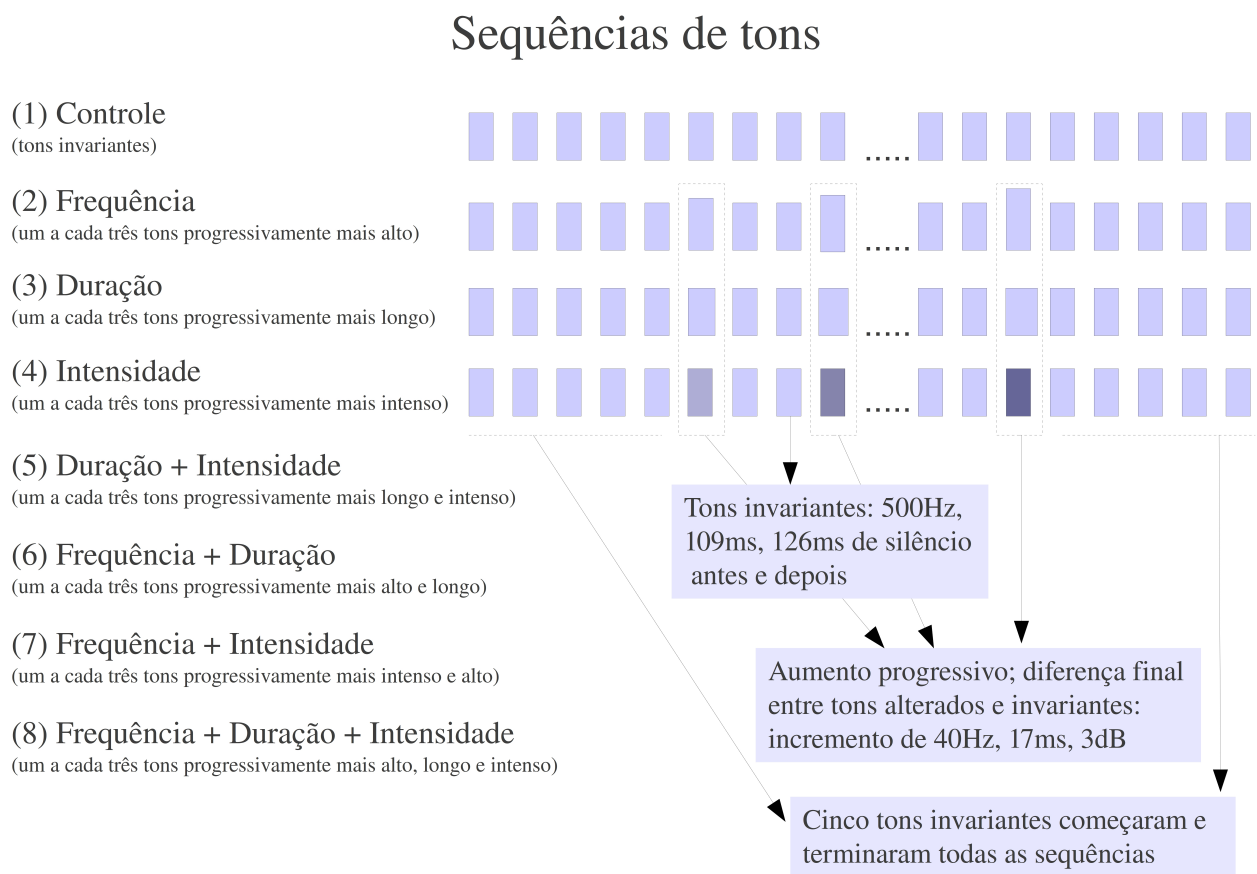 Sequências de tons
(1) Controle
(tons invariantes)
.....
(2) Frequência
(um a cada três tons progressivamente mais alto)
.....
(3) Duração
(um a cada três tons progressivamente mais longo)
.....
(4) Intensidade
(um a cada três tons progressivamente mais intenso)
.....
(5) Duração + Intensidade
(um a cada três tons progressivamente mais longo e intenso)
(6) Frequência + Duração
(um a cada três tons progressivamente mais alto e longo)
(7) Frequência + Intensidade
(um a cada três tons progressivamente mais intenso e alto)
(8) Frequência + Duração + Intensidade
(um a cada três tons progressivamente mais alto, longo e intenso)
Tons invariantes: 500Hz,
109ms, 126ms de silêncio
antes e depois
Aumento progressivo; diferença final
entre tons alterados e invariantes:
incremento de 40Hz, 17ms, 3dB
Cinco tons invariantes começaram e
terminaram todas as sequências